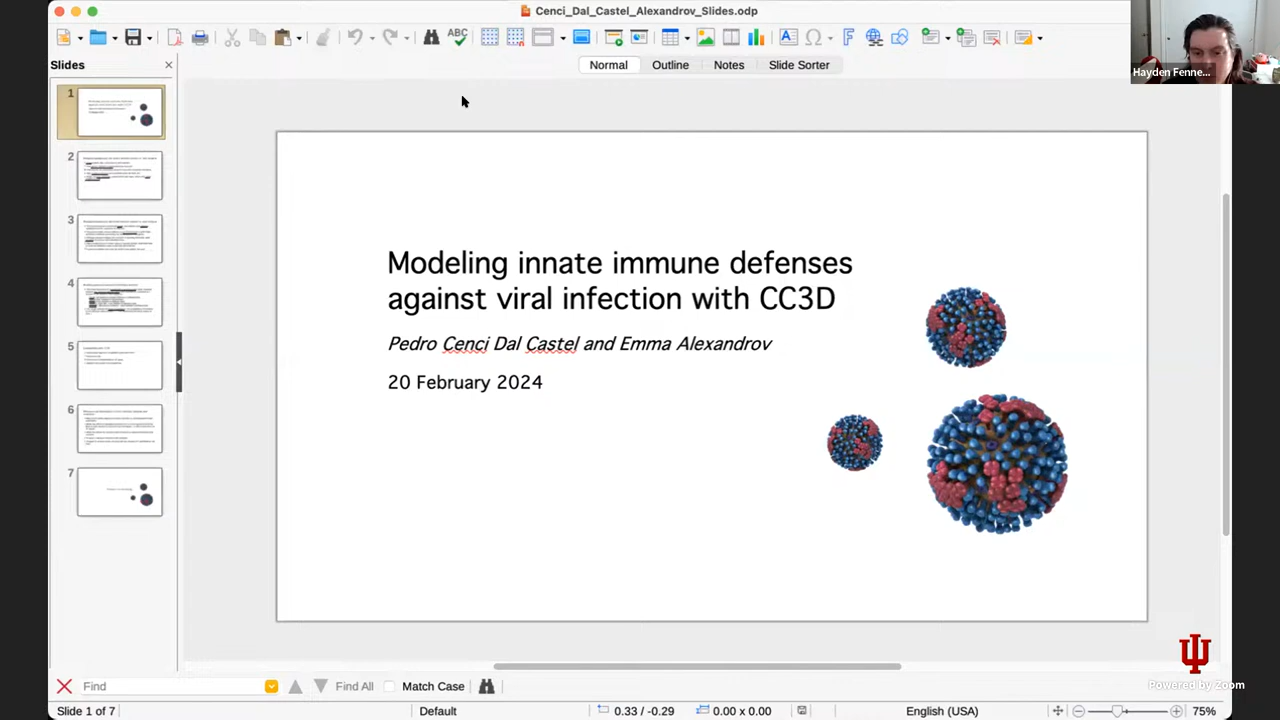 Cenci_Dal_Castel_Alexandrov_Slides.odp
Slides
Normal
Outline
Notes
Slide Sorter
Hayden Fenne...
1
2
3
4
5
6
7
Modeling innate immune defenses
against viral infection with CC3D
Pedro Cenci Dal Castel and Emma Alexandrov
20 February 2024
Find
Find All
Match Case
Powered by Zoom
Slide 1 of 7
Default
0.33 / -0.29
0.00 x 0.00
English (USA)
75%